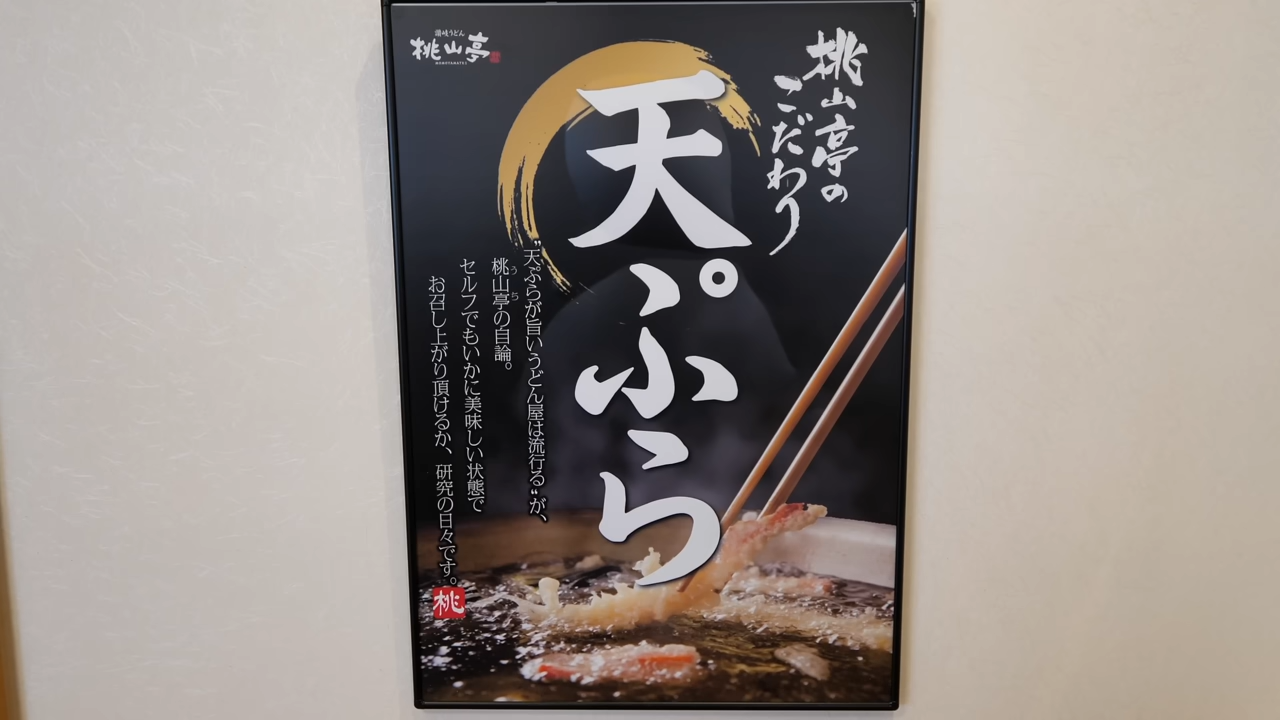 讃岐うどん
桃山亭
MOMOYAMATEI
桃山亭の
こだわり
天ぷら
“天ぷらが旨いうどん屋は流行る”が、
桃山亭の自論。
うち
セルフでもいかに美味しい状態で
お召し上がり頂けるか、研究の日々です。
桃